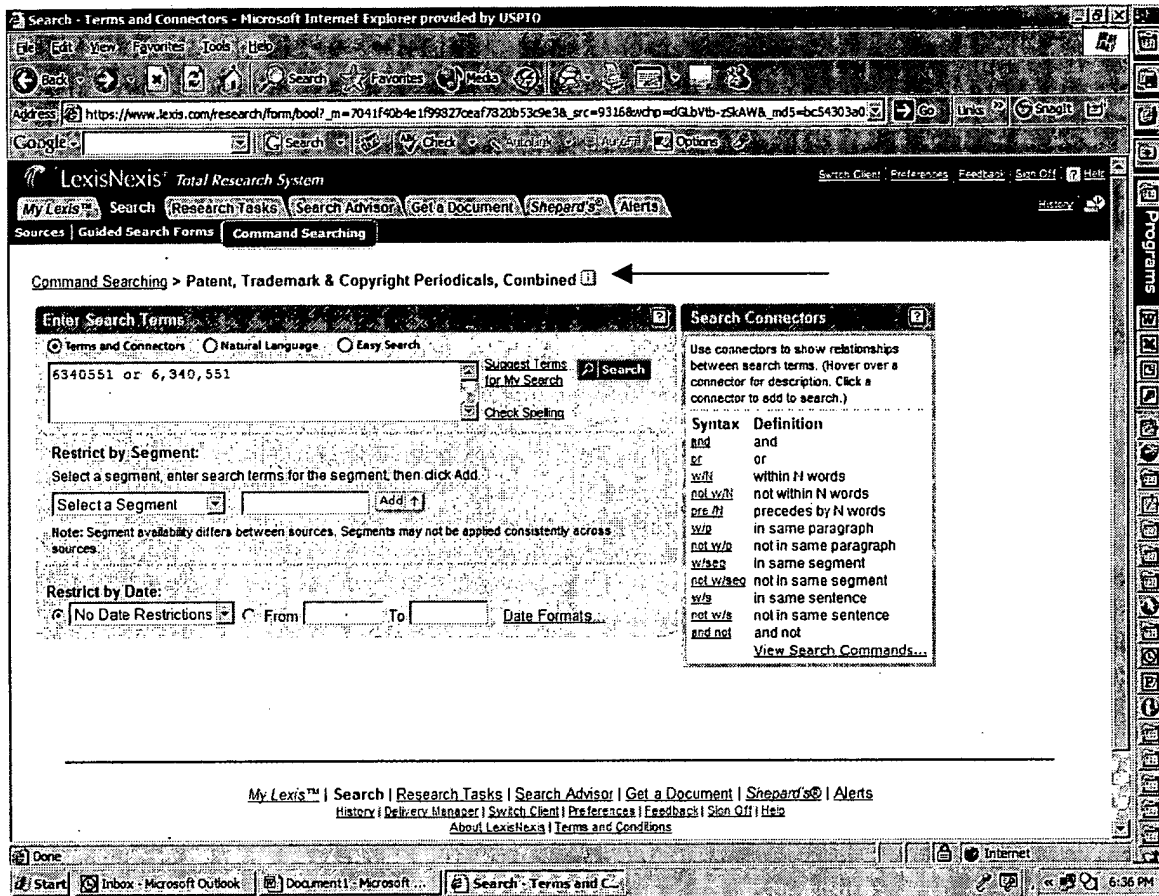 Search - Terms and Connectors - Microsoft Internet Explorer provided by USPTO
File Edit View Favorites Tools Help
Back Search Favorites Media
Address https://www.lexis.com/research/form/bool?_m=7041f40b4e1f99827ceaf7820b53c9e3&_src=9316&wchp=dGLbVtb-zSkAW&_md5=bc54303a0 Go Links SnagIt
Google Search Check AutoLink AutoFill Options
LexisNexis® Total Research System
Switch Client Preferences Feedback Sign Off ? Help
My Lexis™ Search Research Tasks Search Advisor Get a Document Shepard's® Alerts
History
Sources | Guided Search Forms | Command Searching
Command Searching > Patent, Trademark & Copyright Periodicals, Combined i
Enter Search Terms ?
Terms and Connectors Natural Language Easy Search
6340551 or 6,340,551
Suggest Terms
for My Search
Search
Check Spelling
Restrict by Segment:
Select a segment, enter search terms for the segment, then click Add.
Select a Segment Add ↑
Note: Segment availability differs between sources. Segments may not be applied consistently across
sources.
Restrict by Date:
No Date Restrictions From To Date Formats...
Search Connectors ?
Use connectors to show relationships
between search terms. (Hover over a
connector for description. Click a
connector to add to search.)
Syntax Definition
and and
or or
w/N within N words
not w/N not within N words
pre /N precedes by N words
w/p in same paragraph
not w/p not in same paragraph
w/seg in same segment
not w/seg not in same segment
w/s in same sentence
not w/s not in same sentence
and not and not
View Search Commands...
My Lexis™ | Search | Research Tasks | Search Advisor | Get a Document | Shepard's® | Alerts
History | Delivery Manager | Switch Client | Preferences | Feedback | Sign Off | Help
About LexisNexis | Terms and Conditions
Done Internet
Start Inbox - Microsoft Outlook Document1 - Microsoft ... Search - Terms and C... 6:36 PM
Programs